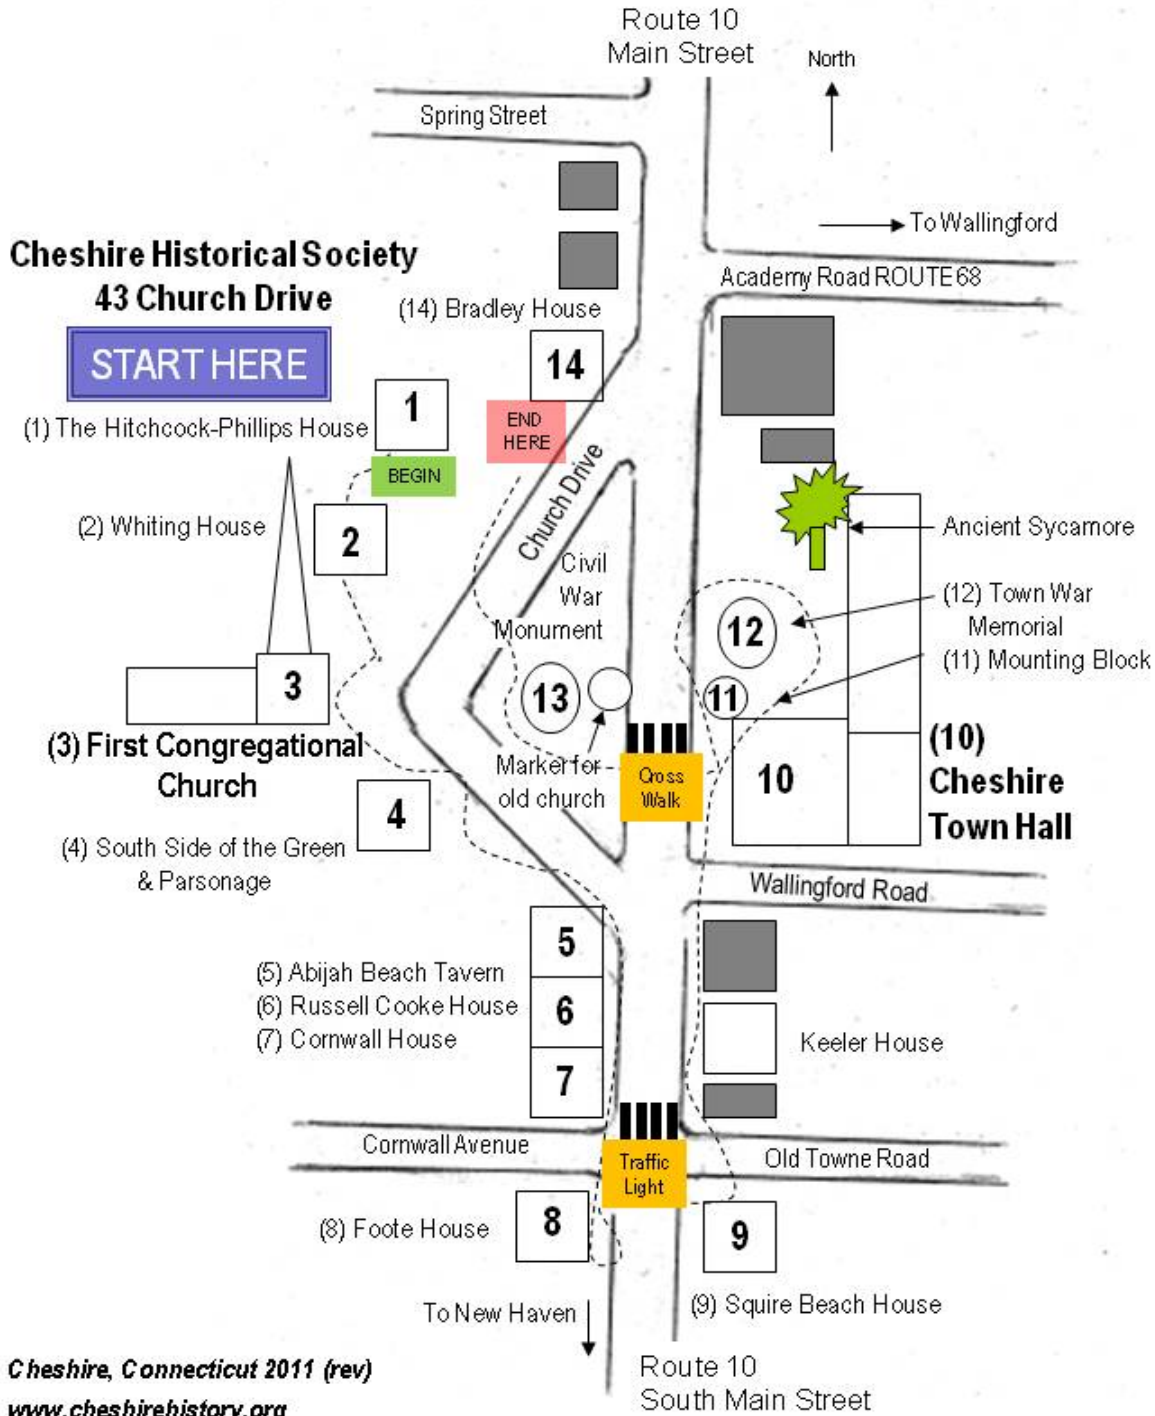 Route 10
Main Street
North
Spring Street
To Wallingford
Cheshire Historical Society
43 Church Drive
Academy Road ROUTE 68
(14) Bradley House
START HERE
14
1
(1) The Hitchcock-Phillips House
END
HERE
BEGIN
Church Drive
(2) Whiting House
2
Ancient Sycamore
Civil
War
Monument
(12) Town War
Memorial
12
(11) Mounting Block
3
13
11
(3) First Congregational
Church
(10)
Cheshire
Town Hall
Marker for
old church
Cross
Walk
10
4
(4) South Side of the Green
& Parsonage
Wallingford Road
5
(5) Abijah Beach Tavern
(6) Russell Cooke House
(7) Cornwall House
6
Keeler House
7
Cornwall Avenue
Traffic
Light
Old Towne Road
(8) Foote House
8
9
(9) Squire Beach House
To New Haven
Route 10
South Main Street
Cheshire, Connecticut 2011 (rev)
www.cheshirehistory.org